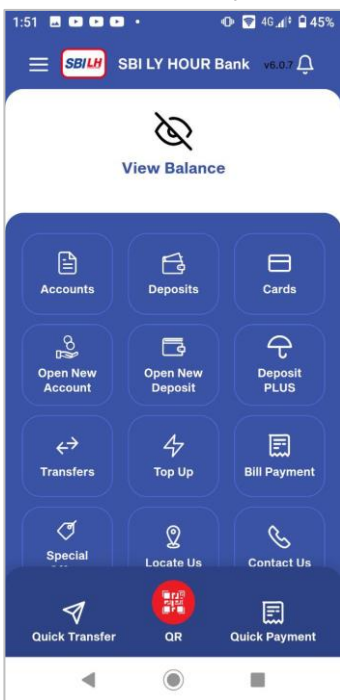 1:51 4G 45%
SBILH SBI LY HOUR Bank v6.0.7
View Balance
Accounts Deposits Cards
Open New Open New Deposit
Account Deposit PLUS
Transfers Top Up Bill Payment
Special Locate Us Contact Us
Quick Transfer QR Quick Payment